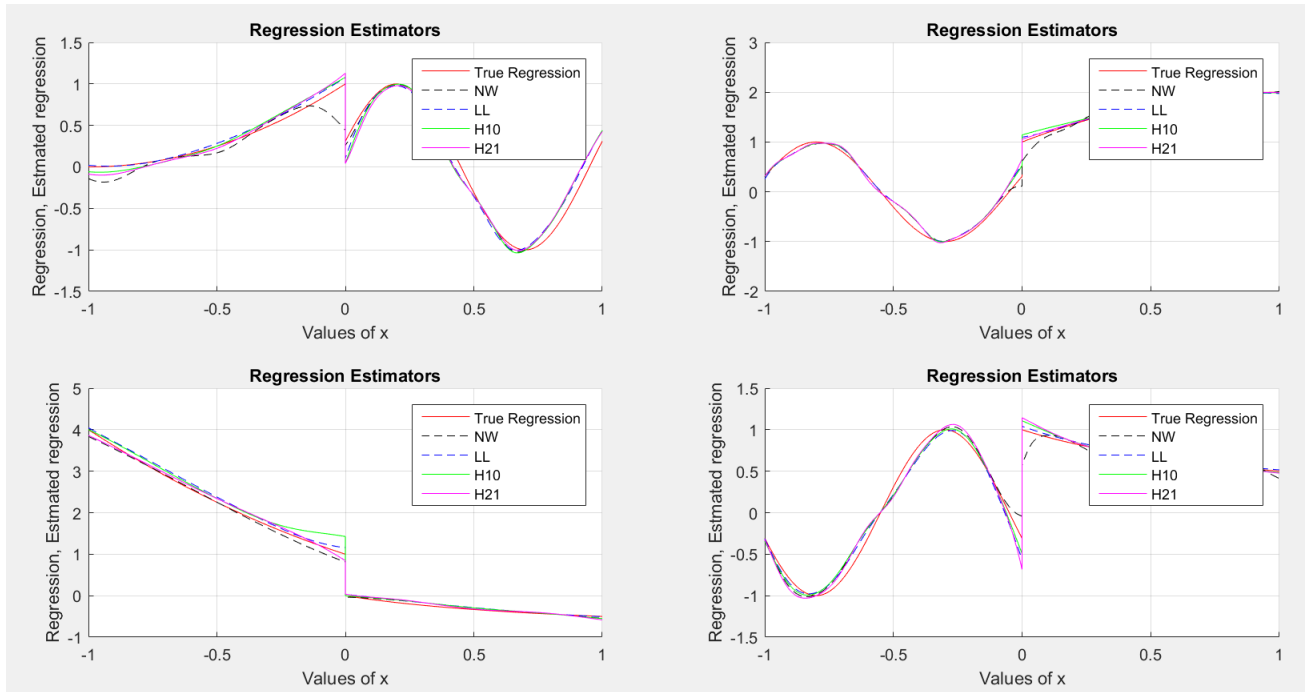 Regression Estimators
Regression, Estmated regression
1.5
1
0.5
0
-0.5
-1
-1.5
True Regression
NW
LL
H10
H21
-1 -0.5 0 0.5 1
Values of x
Regression Estimators
Regression, Estmated regression
3
2
1
0
-1
-2
True Regression
NW
LL
H10
H21
-1 -0.5 0 0.5 1
Values of x
Regression Estimators
Regression, Estmated regression
5
4
3
2
1
0
-1
True Regression
NW
LL
H10
H21
-1 -0.5 0 0.5 1
Values of x
Regression Estimators
Regression, Estmated regression
1.5
1
0.5
0
-0.5
-1
-1.5
True Regression
NW
LL
H10
H21
-1 -0.5 0 0.5 1
Values of x